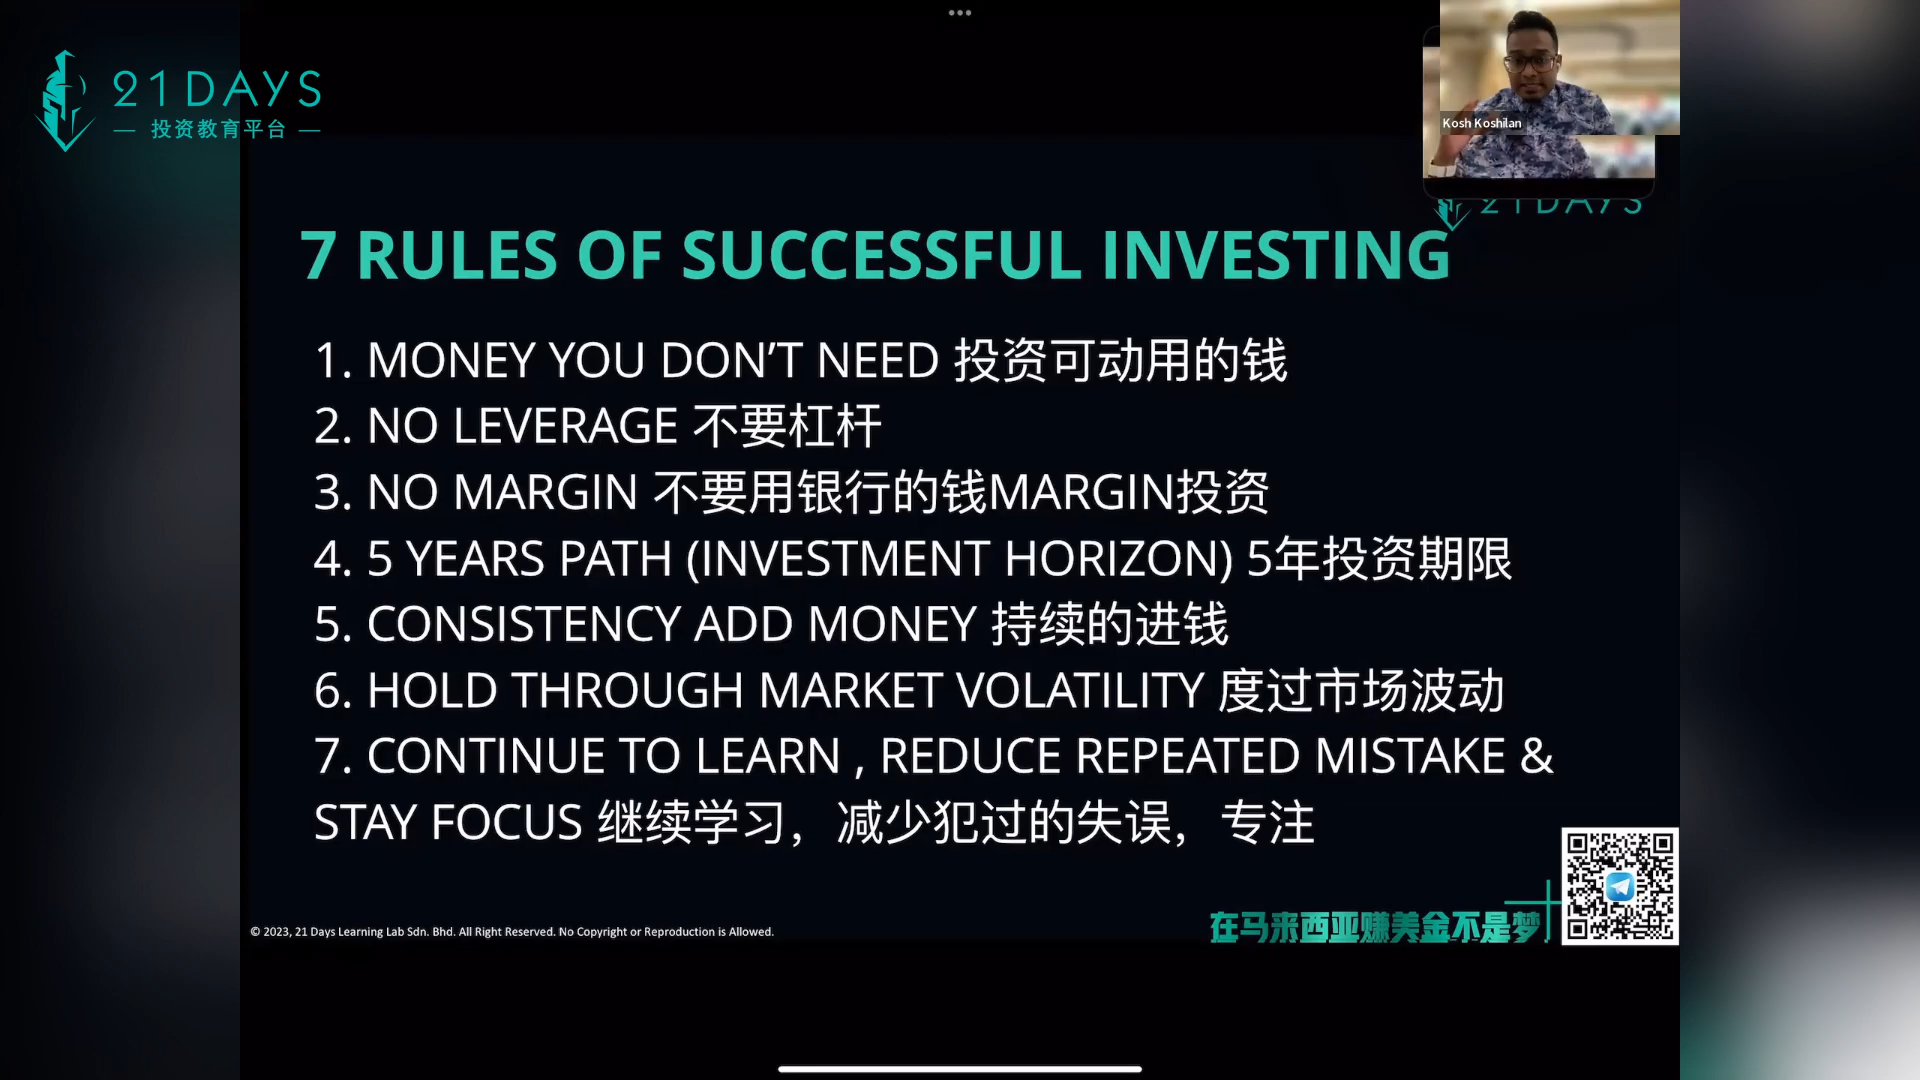 21DAYS
— 投资教育平台 —
Kosh Koshilan
21DAYS
7 RULES OF SUCCESSFUL INVESTING
1. MONEY YOU DON’T NEED 投资可动用的钱
2. NO LEVERAGE 不要杠杆
3. NO MARGIN 不要用银行的钱MARGIN投资
4. 5 YEARS PATH (INVESTMENT HORIZON) 5年投资期限
5. CONSISTENCY ADD MONEY 持续的进钱
6. HOLD THROUGH MARKET VOLATILITY 度过市场波动
7. CONTINUE TO LEARN , REDUCE REPEATED MISTAKE &
STAY FOCUS 继续学习，减少犯过的失误，专注
© 2023, 21 Days Learning Lab Sdn. Bhd. All Right Reserved. No Copyright or Reproduction is Allowed.
在马来西亚赚美金不是梦